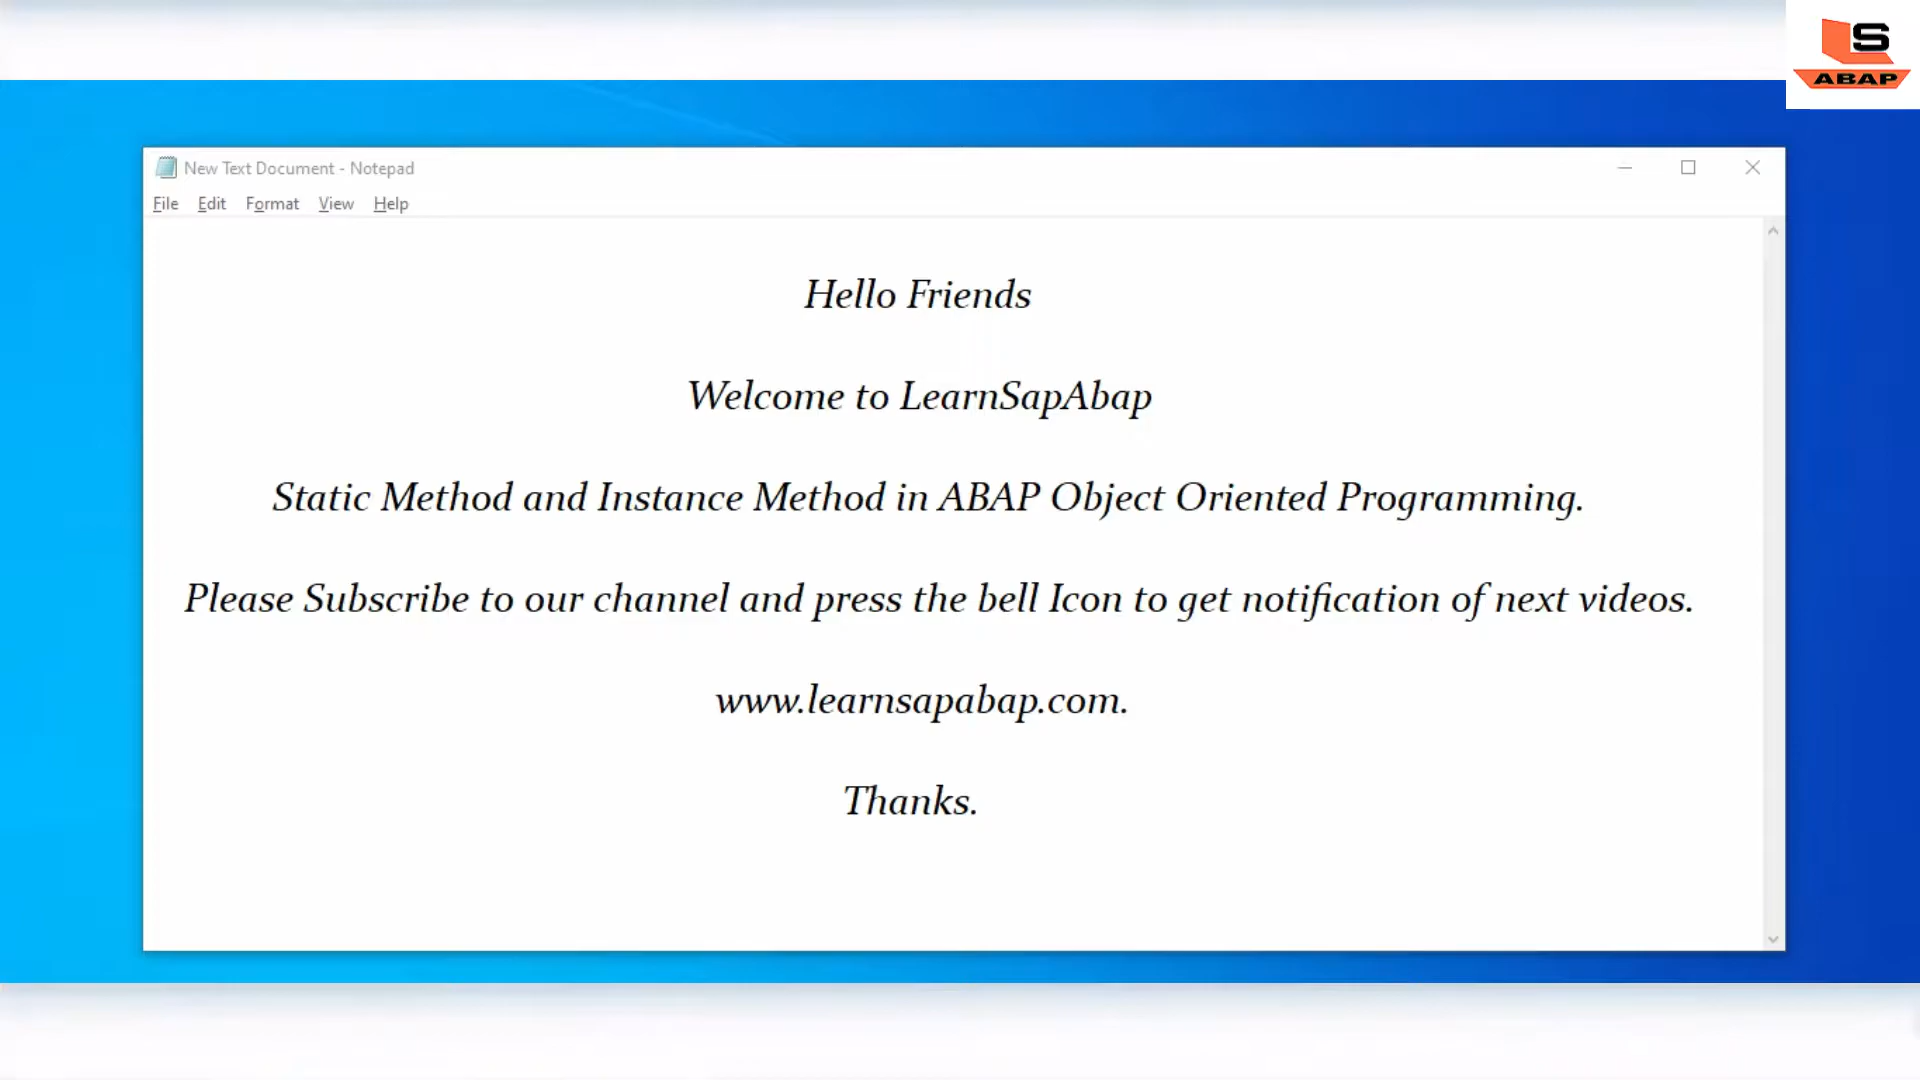 LS
ABAP
New Text Document - Notepad
File Edit Format View Help
Hello Friends
Welcome to LearnSapAbap
Static Method and Instance Method in ABAP Object Oriented Programming.
Please Subscribe to our channel and press the bell Icon to get notification of next videos.
www.learnsapabap.com.
Thanks.